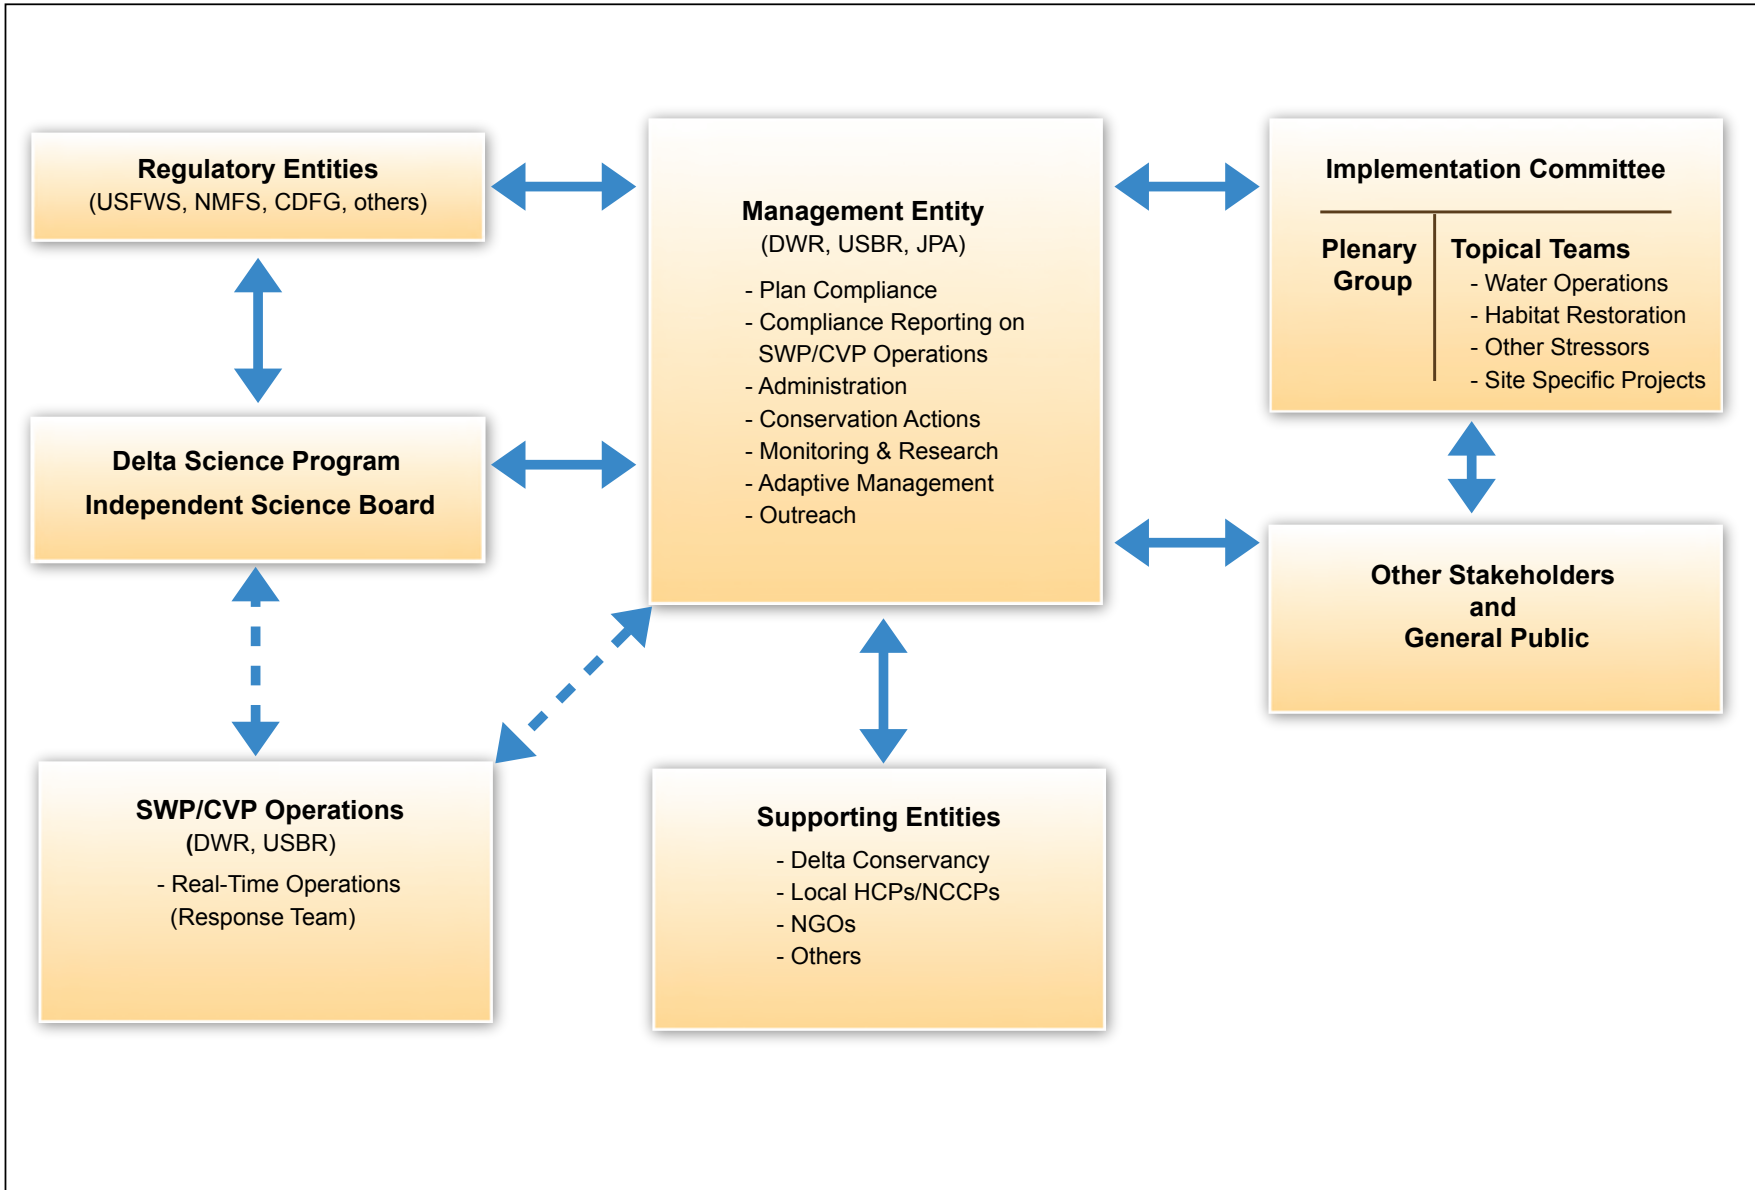 Regulatory Entities
(USFWS, NMFS, CDFG, others)
Delta Science Program
Independent Science Board
SWP/CVP Operations
(DWR, USBR)
- Real-Time Operations
(Response Team)
Management Entity
(DWR, USBR, JPA)
- Plan Compliance
- Compliance Reporting on
SWP/CVP Operations
- Administration
- Conservation Actions
- Monitoring & Research
- Adaptive Management
- Outreach
Supporting Entities
- Delta Conservancy
- Local HCPs/NCCPs
- NGOs
- Others
Implementation Committee
Plenary
Group
Topical Teams
- Water Operations
- Habitat Restoration
- Other Stressors
- Site Specific Projects
Other Stakeholders
and
General Public